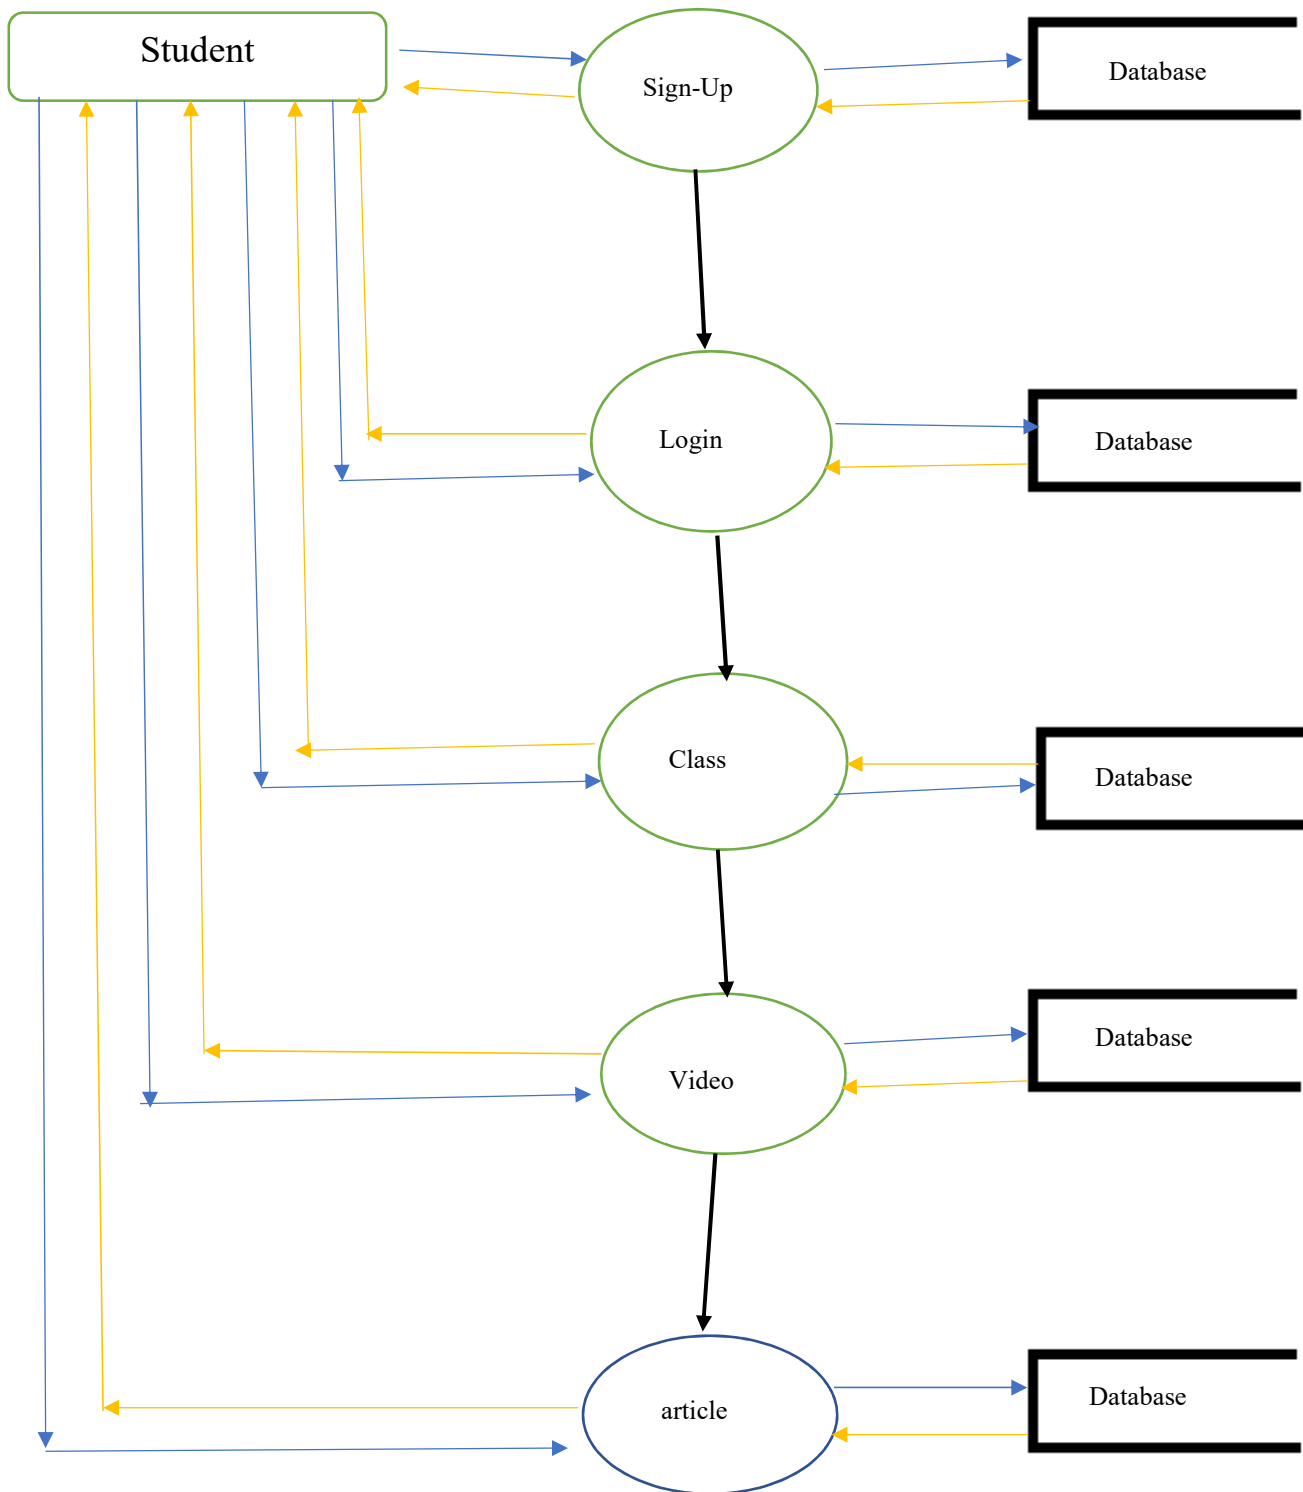 Student
Sign-Up
Database
Login
Database
Class
Database
Video
Database
article
Database